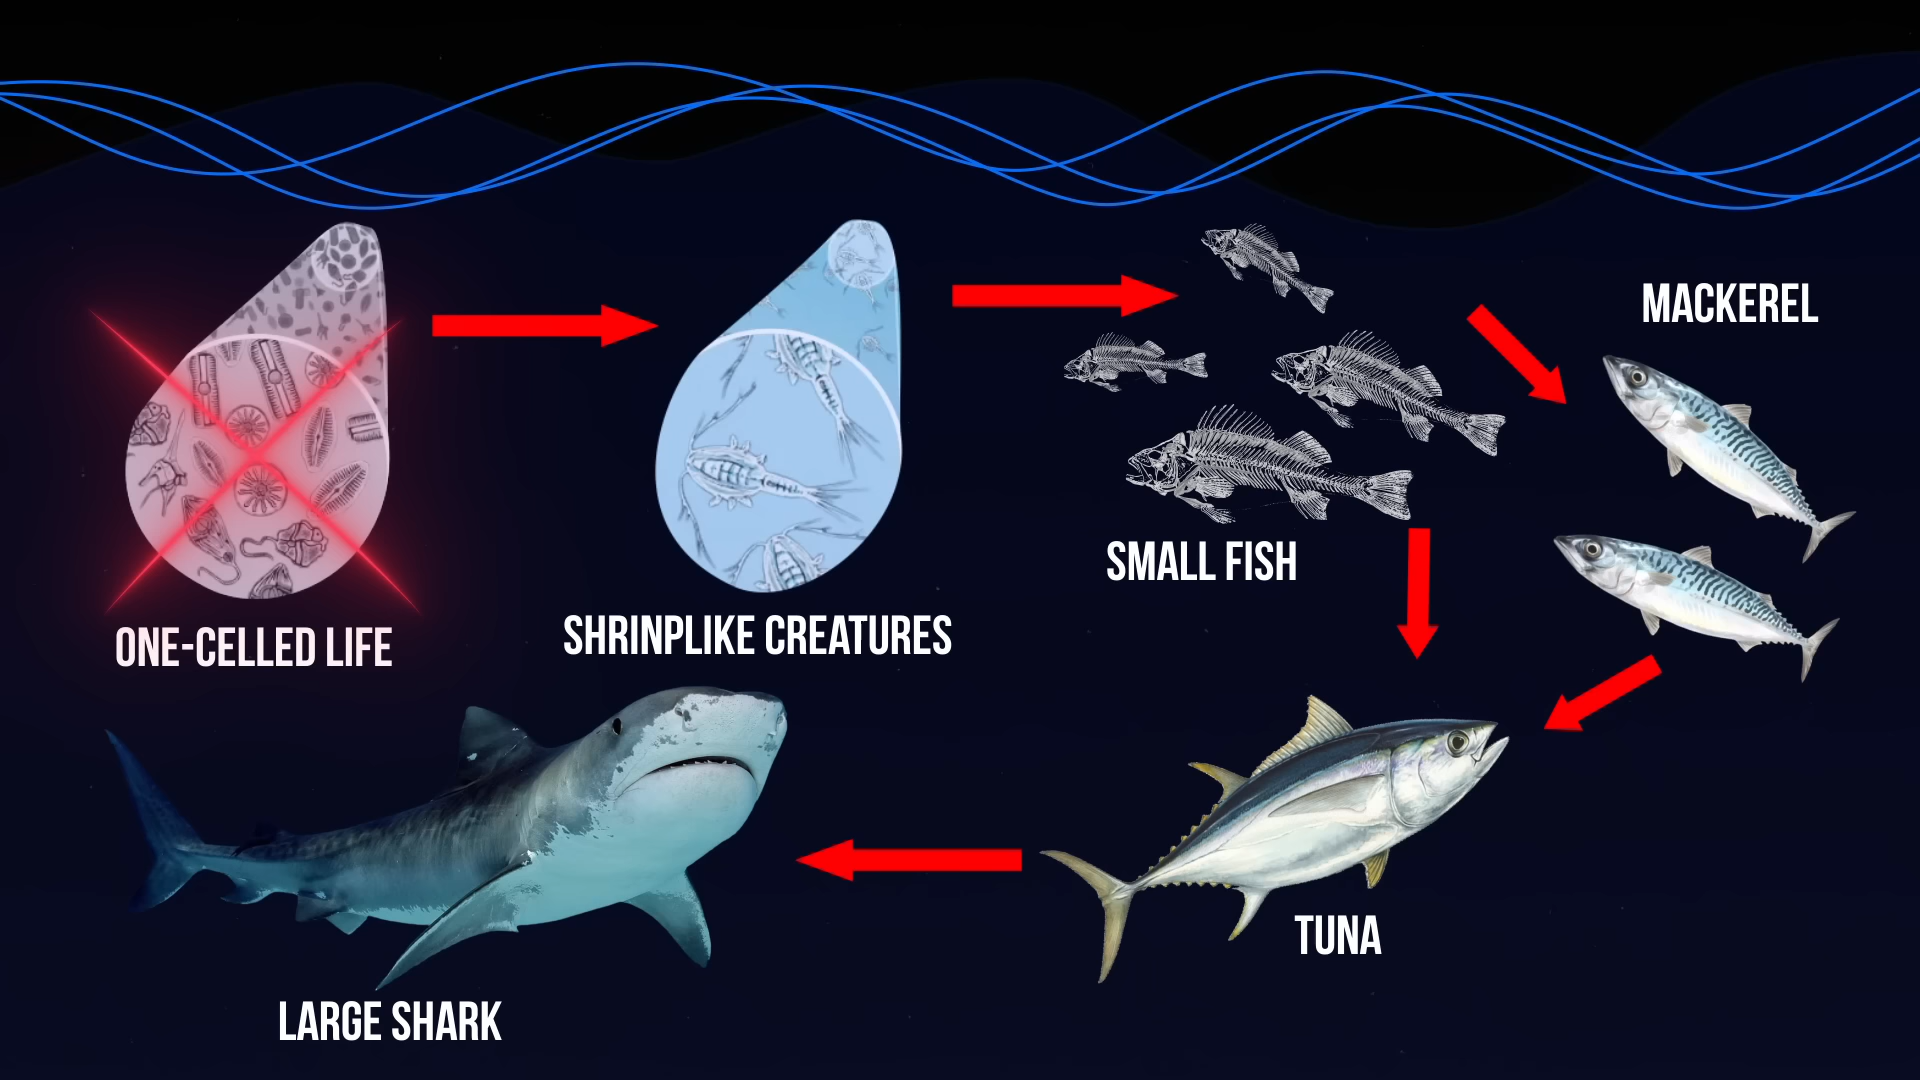 MACKEREL
SMALL FISH
ONE-CELLED LIFE
SHRINPLIKE CREATURES
TUNA
LARGE SHARK